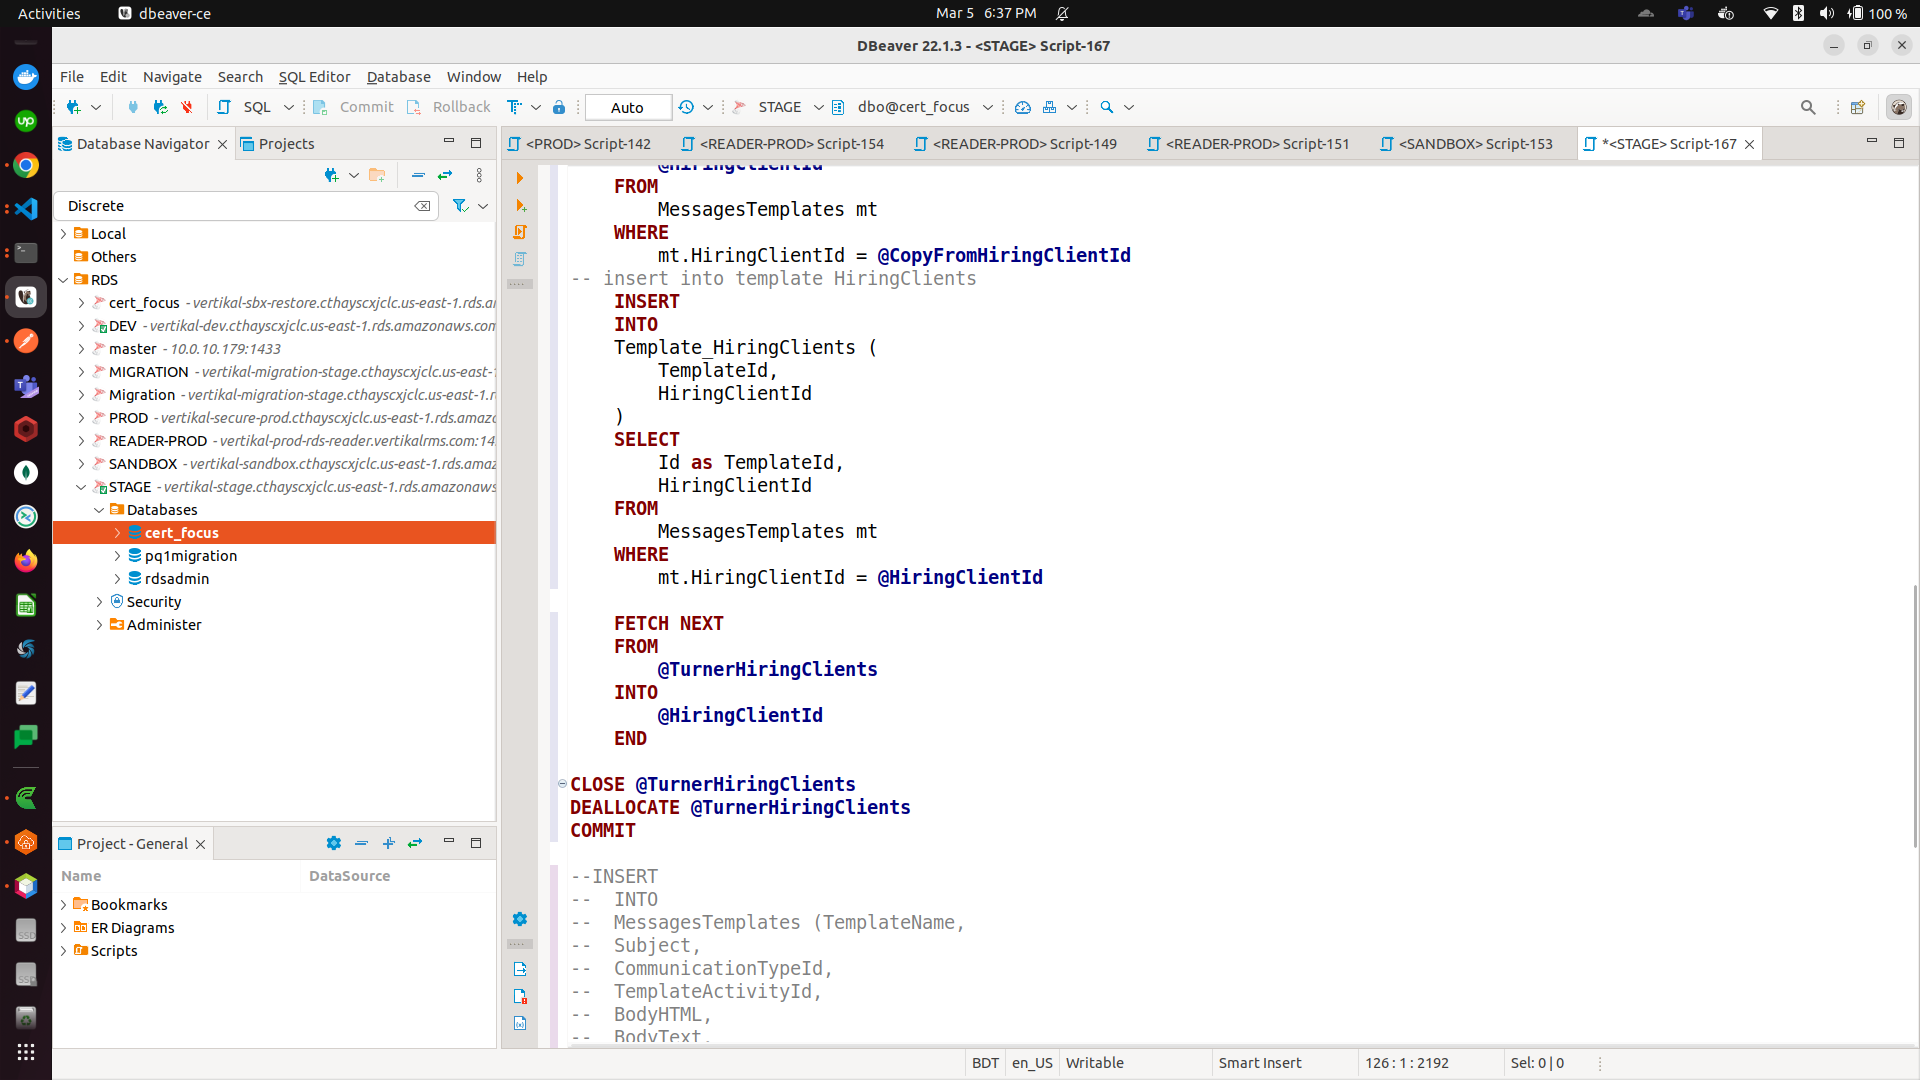 Activities
dbeaver-ce
Mar 5 6:37 PM
100 %
DBeaver 22.1.3 - <STAGE> Script-167
File Edit Navigate Search SQL Editor Database Window Help
SQL
Commit
Rollback
Auto
STAGE
dbo@cert_focus
Database Navigator
Projects
Discrete
Local
Others
RDS
cert_focus - vertikal-sbx-restore.cthayscxjclc.us-east-1.rds.a
DEV - vertikal-dev.cthayscxjclc.us-east-1.rds.amazonaws.com
master - 10.0.10.179:1433
MIGRATION - vertikal-migration-stage.cthayscxjclc.us-east-
Migration - vertikal-migration-stage.cthayscxjclc.us-east-1.r
PROD - vertikal-secure-prod.cthayscxjclc.us-east-1.rds.amazo
READER-PROD - vertikal-prod-rds-reader.vertikalrms.com:14
SANDBOX - vertikal-sandbox.cthayscxjclc.us-east-1.rds.amaz
STAGE - vertikal-stage.cthayscxjclc.us-east-1.rds.amazonaws
Databases
cert_focus
pq1migration
rdsadmin
Security
Administer
Project - General
Name DataSource
Bookmarks
ER Diagrams
Scripts
<PROD> Script-142
<READER-PROD> Script-154
<READER-PROD> Script-149
<READER-PROD> Script-151
<SANDBOX> Script-153
*<STAGE> Script-167
@HiringClientId
FROM
MessagesTemplates mt
WHERE
mt.HiringClientId = @CopyFromHiringClientId
-- insert into template HiringClients
INSERT
INTO
Template_HiringClients (
TemplateId,
HiringClientId
)
SELECT
Id as TemplateId,
HiringClientId
FROM
MessagesTemplates mt
WHERE
mt.HiringClientId = @HiringClientId
FETCH NEXT
FROM
@TurnerHiringClients
INTO
@HiringClientId
END
CLOSE @TurnerHiringClients
DEALLOCATE @TurnerHiringClients
COMMIT
--INSERT
-- INTO
-- MessagesTemplates (TemplateName,
-- Subject,
-- CommunicationTypeId,
-- TemplateActivityId,
-- BodyHTML,
-- BodyText,
BDT
en_US
Writable
Smart Insert
126 : 1 : 2192
Sel: 0 | 0